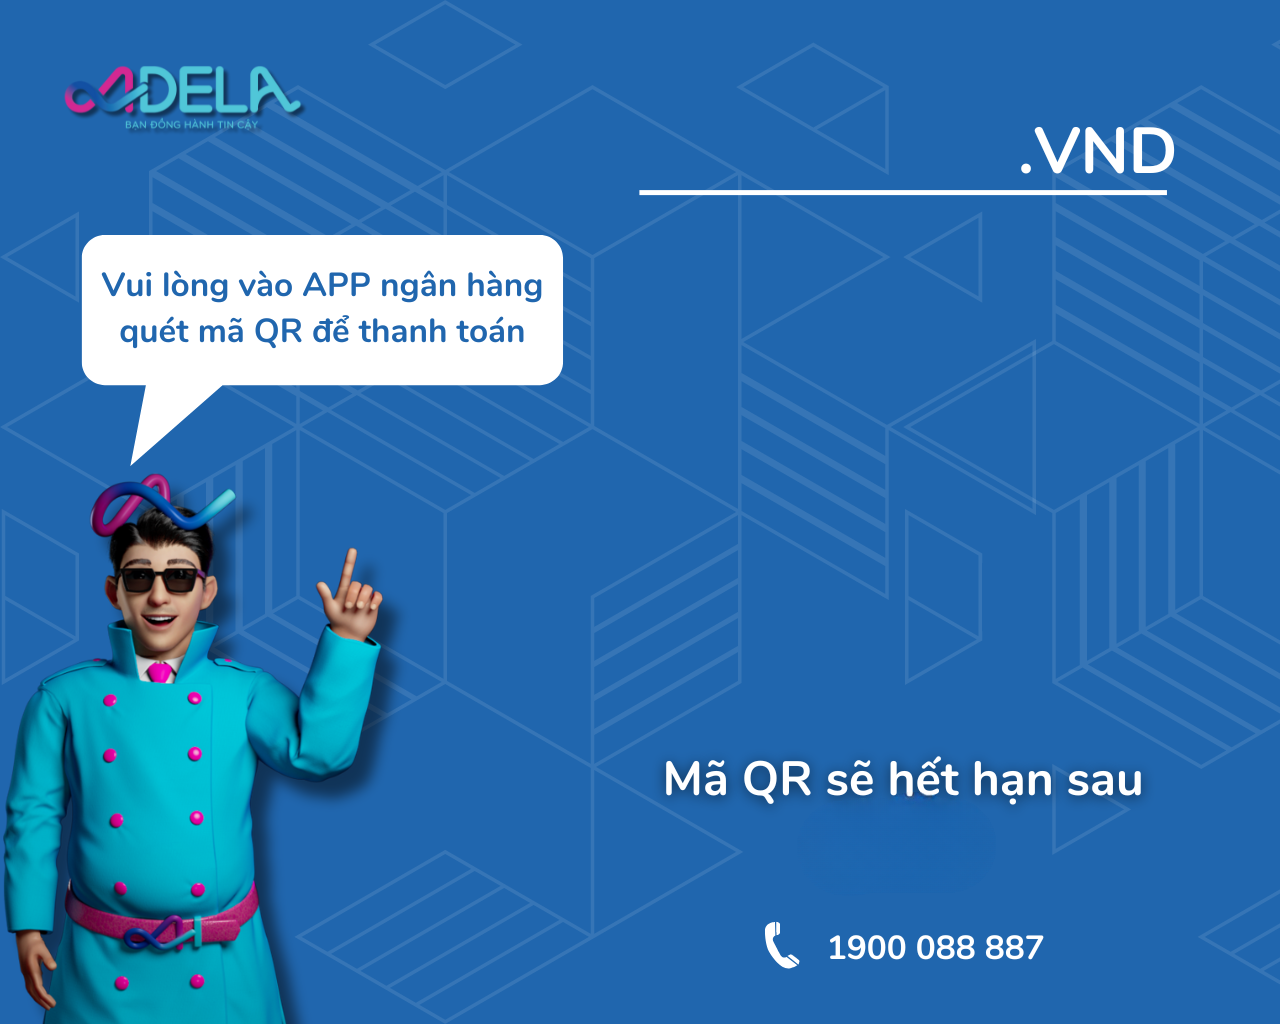 ADELA
BẠN ĐỒNG HÀNH TIN CẬY
.VND
Vui lòng vào APP ngân hàng
quét mã QR để thanh toán
Mã QR sẽ hết hạn sau
1900 088 887